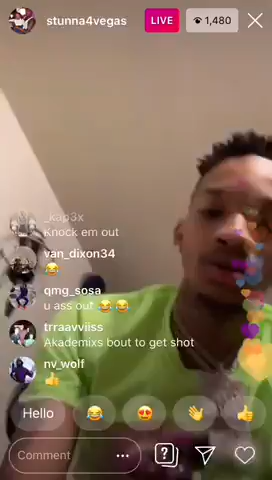 stunna4vegas
LIVE
1,480
_kap3x
Knock em out
van_dixon34
😂
qmg_sosa
u ass out 😂😂
trraavviiss
Akademixs bout to get shot
nv_wolf
👍
Hello 😂 😍 👋 👍
Comment